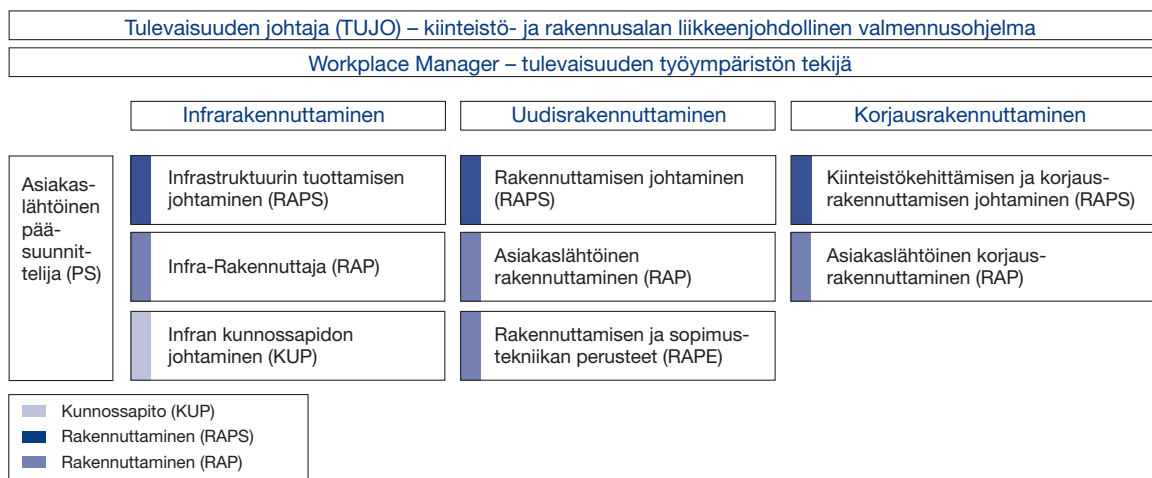 Tulevaisuuden johtaja (TUJO) – kiinteistö- ja rakennusalan liikkeenjohdollinen valmennusohjelma
Workplace Manager – tulevaisuuden työympäristön tekijä
Infrarakennuttaminen
Uudisrakennuttaminen
Korjausrakennuttaminen
Asiakas-
lähtöinen
pää-
suunnit-
telija (PS)
Infrastruktuurin tuottamisen
johtaminen (RAPS)
Rakennuttamisen johtaminen
(RAPS)
Kiinteistökehittämisen ja korjaus-
rakennuttamisen johtaminen (RAPS)
Infra-Rakennuttaja (RAP)
Asiakaslähtöinen
rakennuttaminen (RAP)
Asiakaslähtöinen korjaus-
rakennuttaminen (RAP)
Infran kunnossapidon
johtaminen (KUP)
Rakennuttamisen ja sopimus-
tekniikan perusteet (RAPE)
Kunnossapito (KUP)
Rakennuttaminen (RAPS)
Rakennuttaminen (RAP)